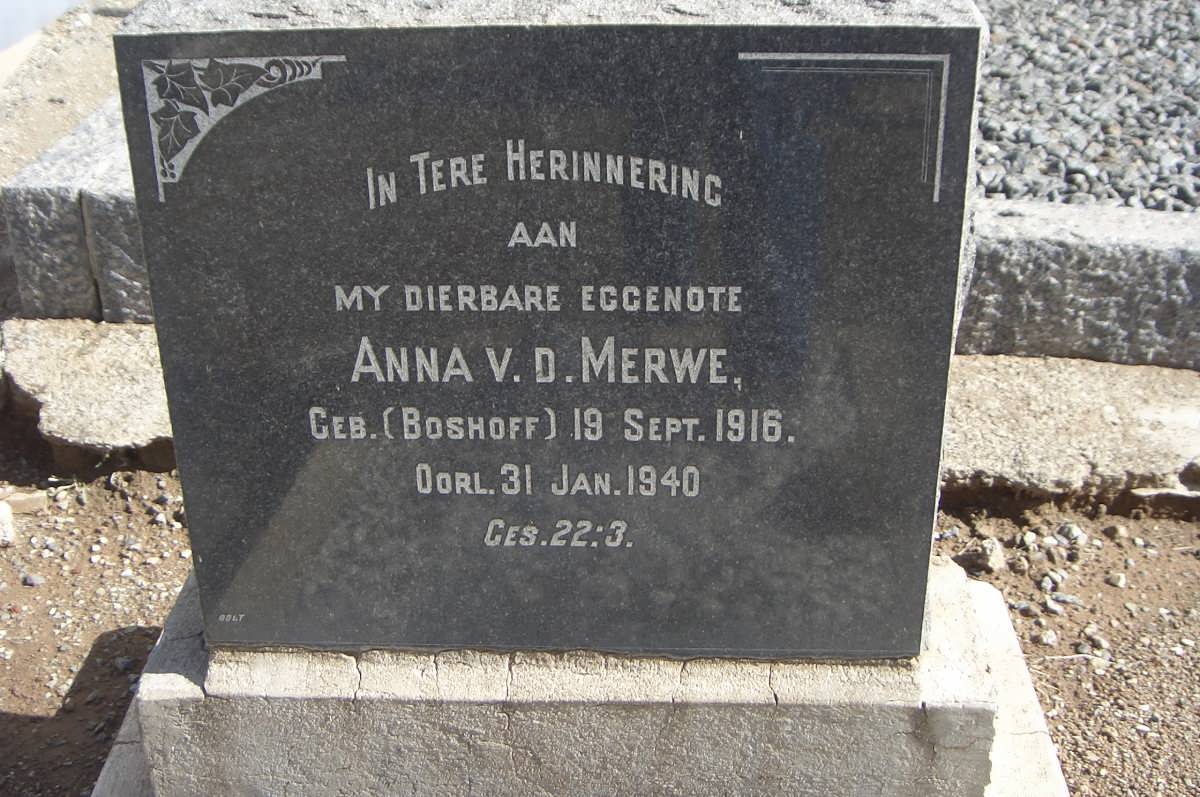 IN TERE HERINNERING
AAN
MY DIERBARE EGGENOTE
ANNA V. D. MERWE,
GEB. (BOSHOFF) 19 SEPT. 1916.
OORL. 31 JAN. 1940
GES. 22:3.
BOLT